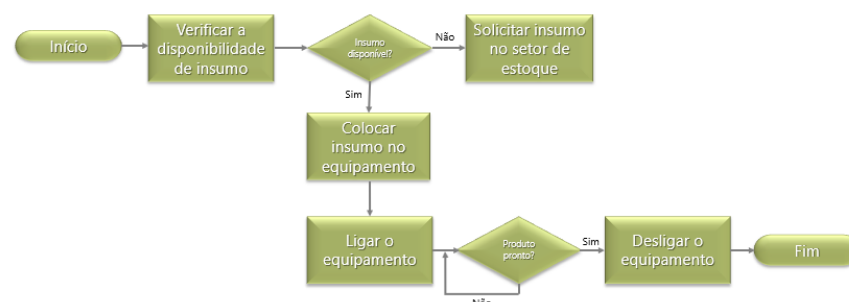 Início
Verificar a
disponibilidade
de insumo
Insumo
disponível?
Não
Solicitar insumo
no setor de
estoque
Sim
Colocar
insumo no
equipamento
Ligar o
equipamento
Produto
pronto?
Sim
Desligar o
equipamento
Fim
Não